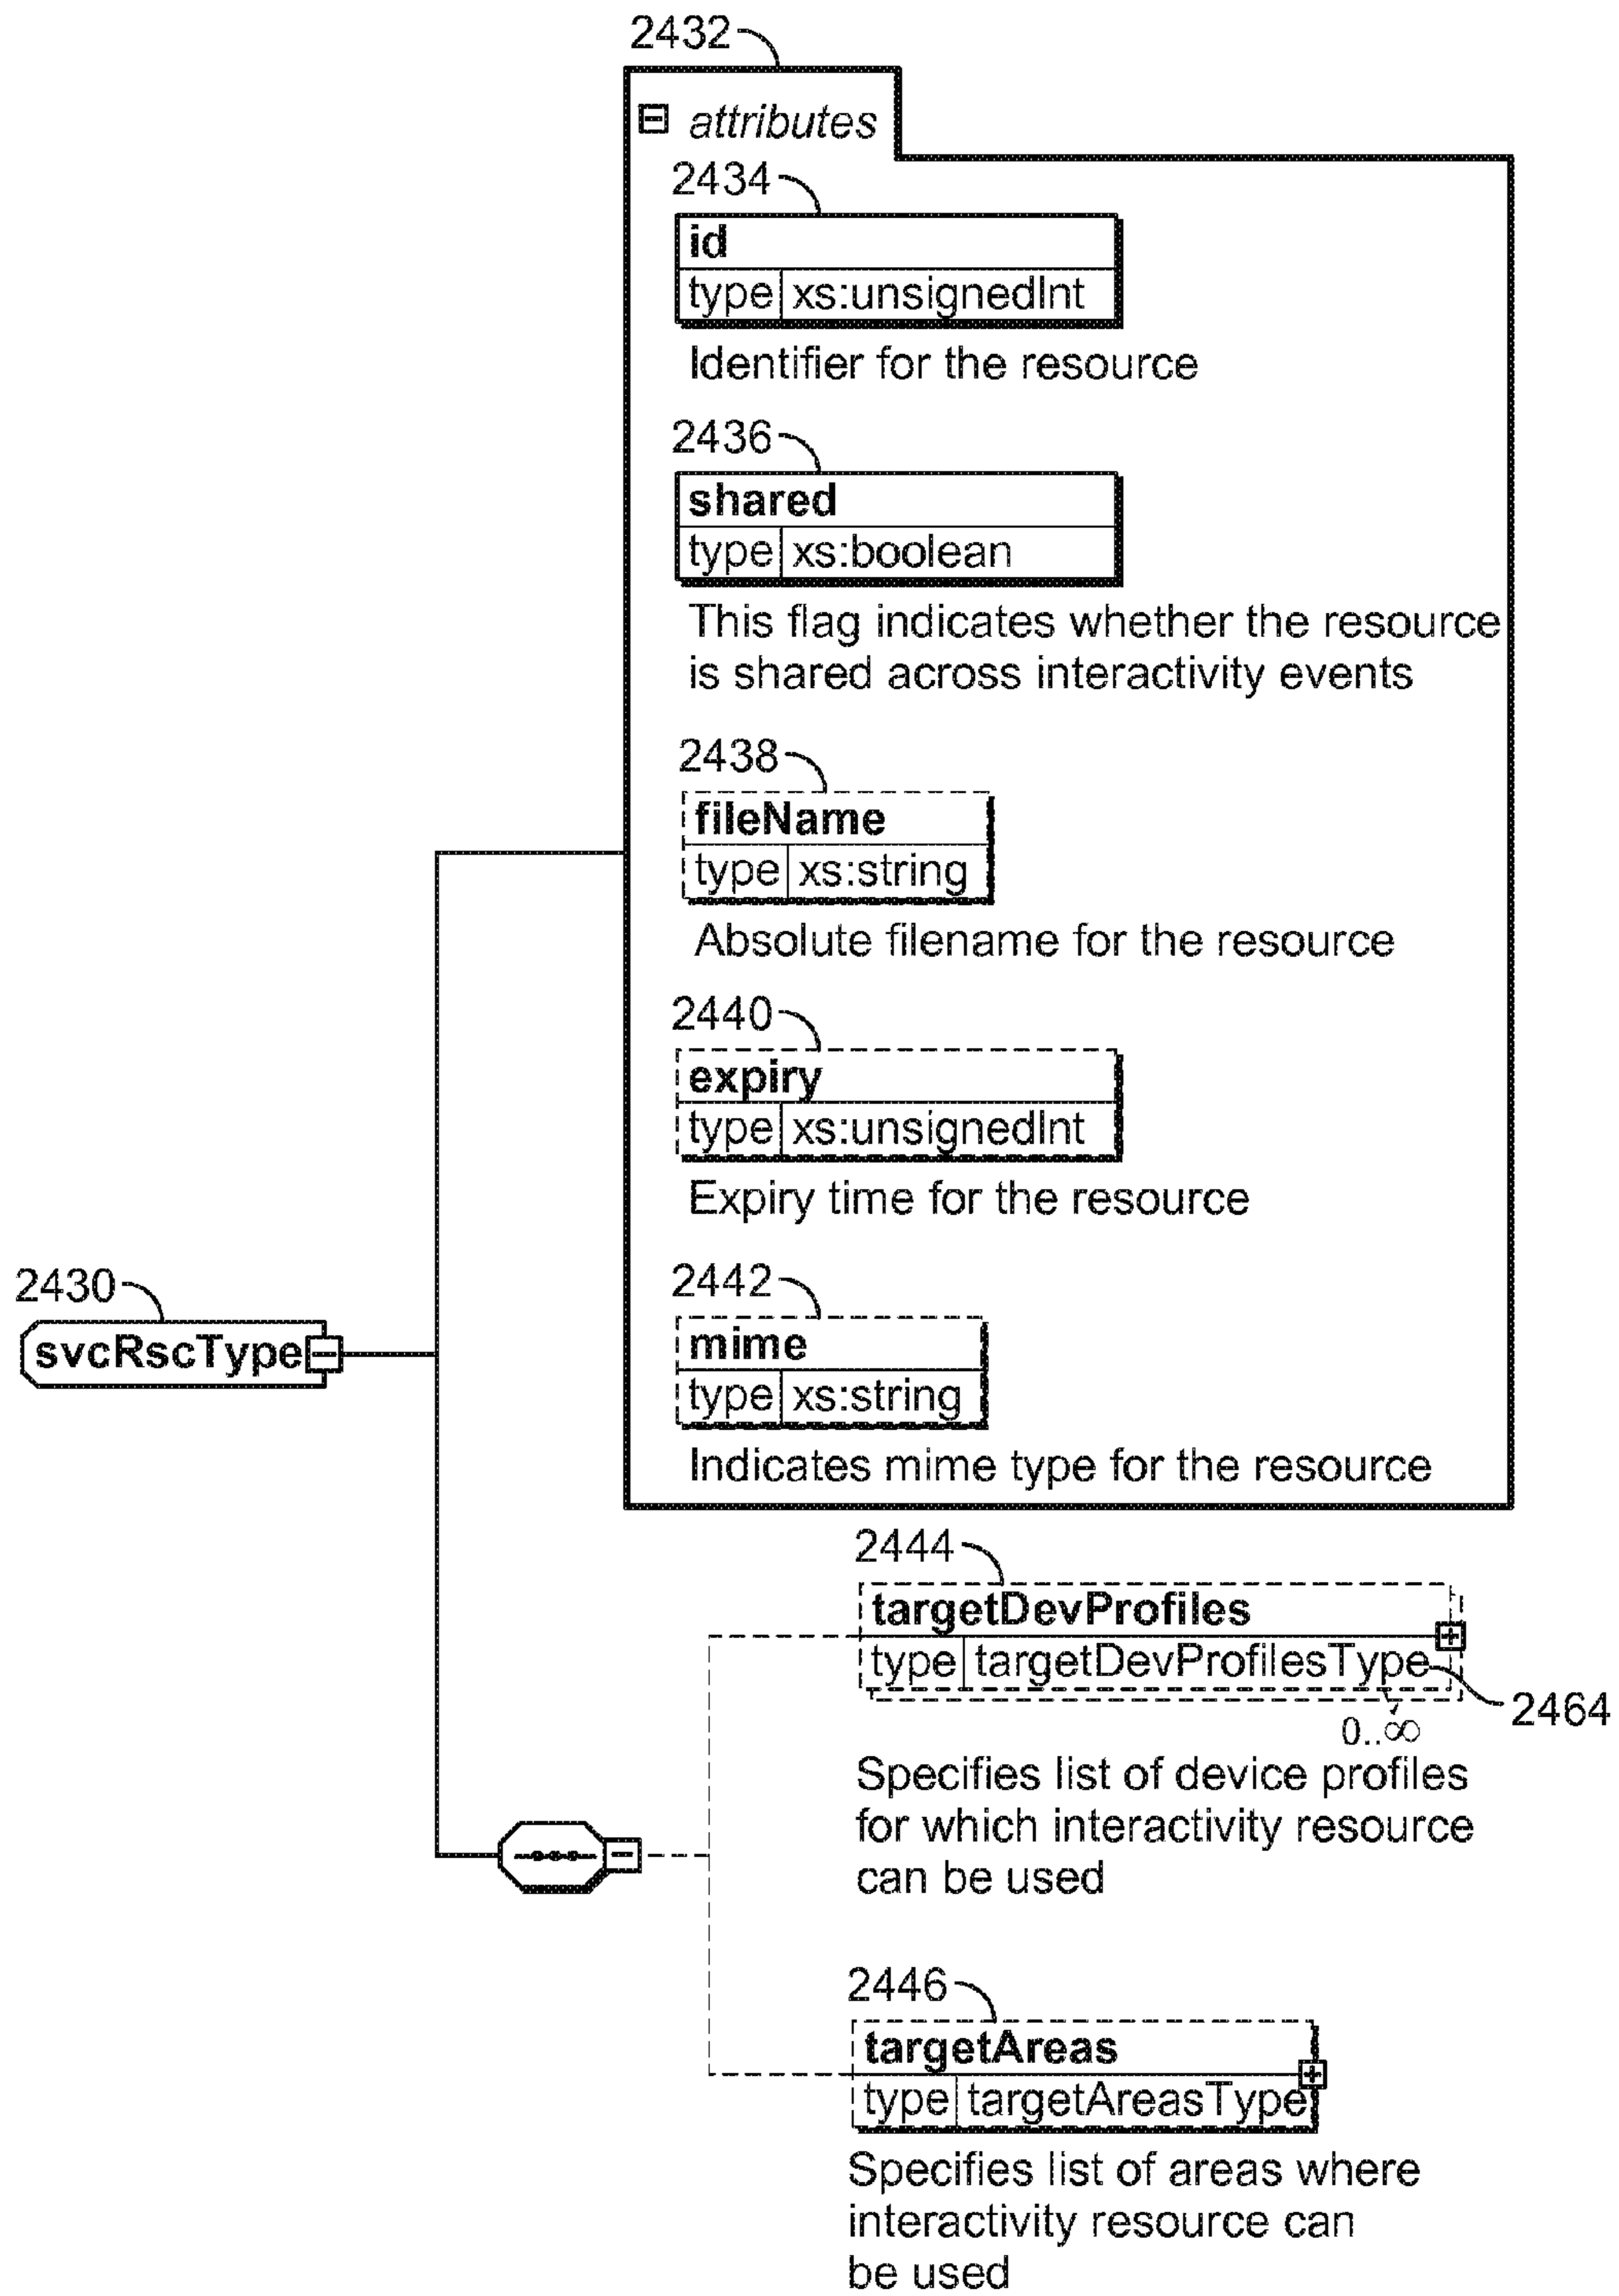 2432
attributes
2434
id
type xs:unsignedInt
Identifier for the resource
2436
shared
type xs:boolean
This flag indicates whether the resource
is shared across interactivity events
2438
fileName
type xs:string
Absolute filename for the resource
2440
expiry
type xs:unsignedInt
Expiry time for the resource
2442
mime
type xs:string
Indicates mime type for the resource
2430
svcRscType
2444
targetDevProfiles
type targetDevProfilesType
2464
0..∞
Specifies list of device profiles
for which interactivity resource
can be used
2446
targetAreas
type targetAreasType
Specifies list of areas where
interactivity resource can
be used